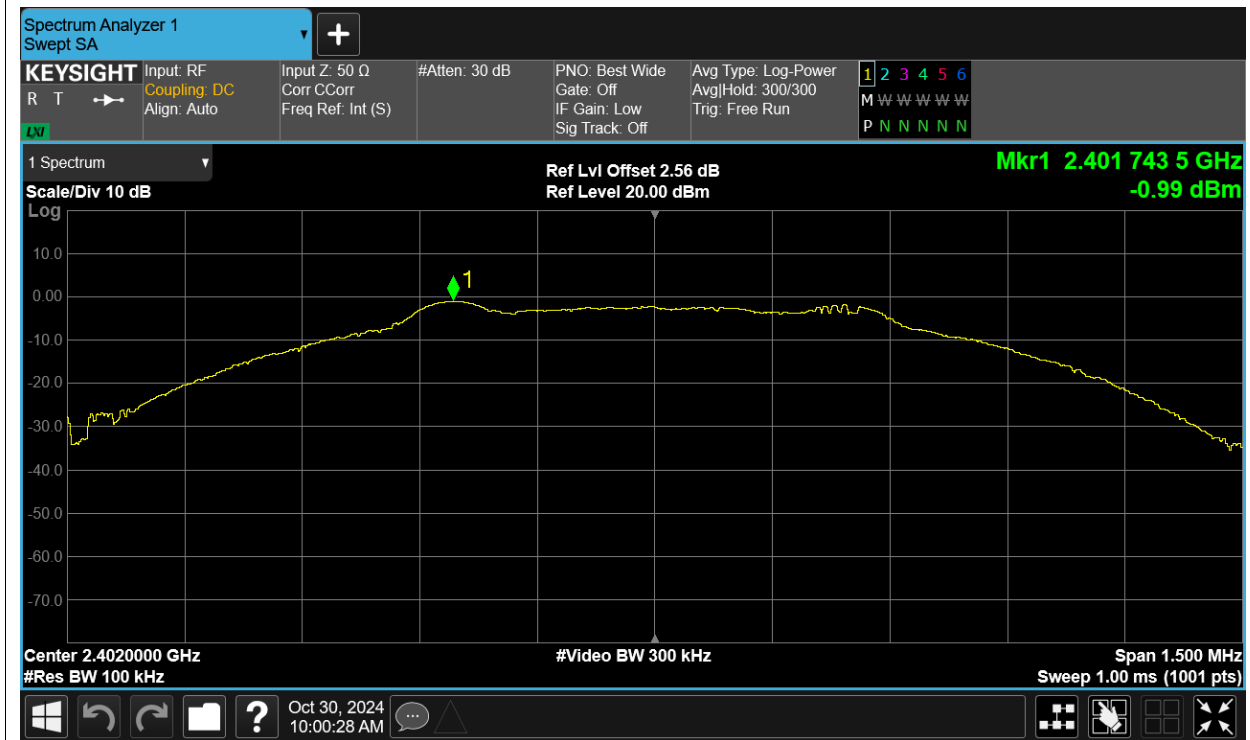 Spectrum Analyzer 1
Swept SA
KEYSIGHT
R T
LXI
Input: RF
Coupling: DC
Align: Auto
Input Z: 50 Ω
Corr CCorr
Freq Ref: Int (S)
#Atten: 30 dB
PNO: Best Wide
Gate: Off
IF Gain: Low
Sig Track: Off
Avg Type: Log-Power
Avg|Hold: 300/300
Trig: Free Run
1 2 3 4 5 6
M W W W W W
P N N N N N
1 Spectrum
Scale/Div 10 dB
Log
Ref Lvl Offset 2.56 dB
Ref Level 20.00 dBm
Mkr1 2.401 743 5 GHz
-0.99 dBm
10.0
0.00
-10.0
-20.0
-30.0
-40.0
-50.0
-60.0
-70.0
1
Center 2.4020000 GHz
#Res BW 100 kHz
#Video BW 300 kHz
Span 1.500 MHz
Sweep 1.00 ms (1001 pts)
?
Oct 30, 2024
10:00:28 AM